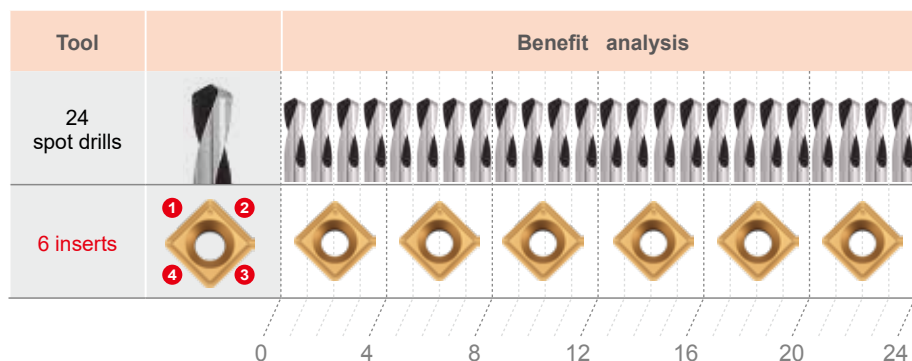 Tool
Benefit analysis
24
spot drills
6 inserts
1
2
4
3
0 4 8 12 16 20 24